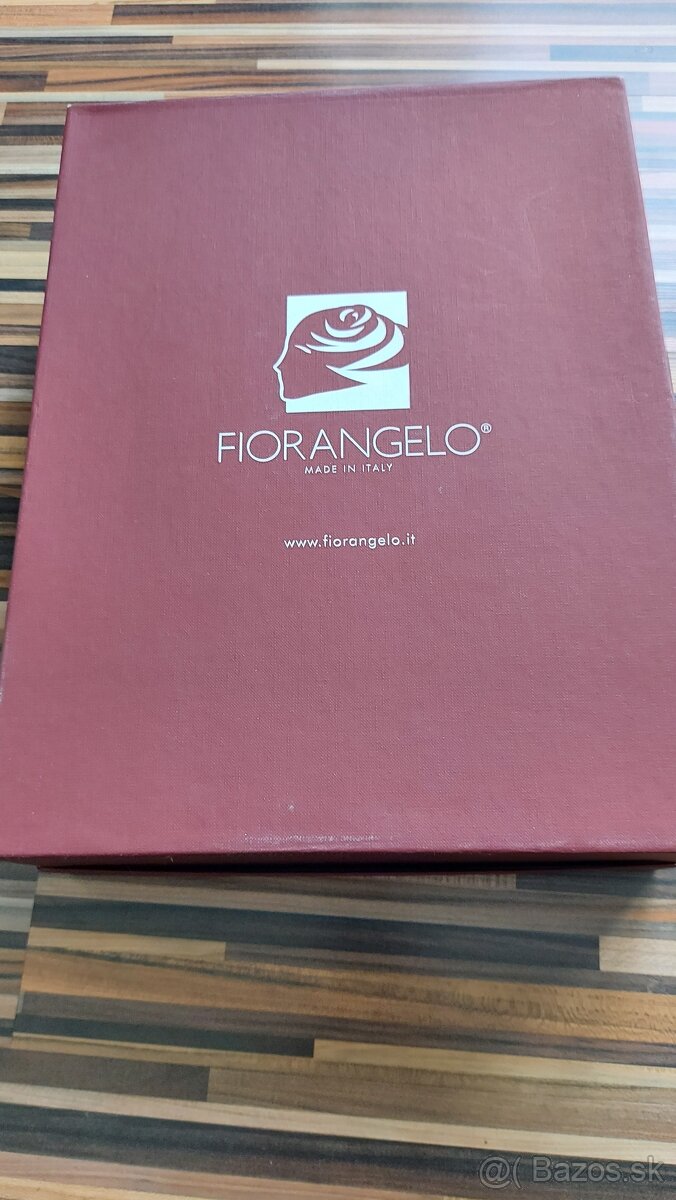 FIORANGELO®
MADE IN ITALY
www.fiorangelo.it
@( Bazos.sk